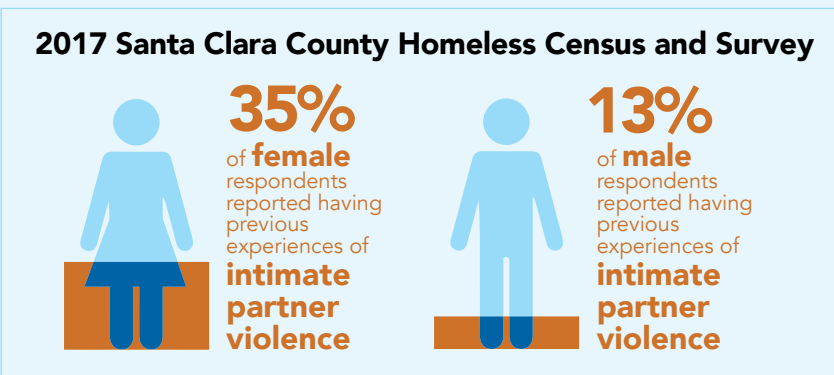 2017 Santa Clara County Homeless Census and Survey
35%
of female
respondents
reported having
previous
experiences of
intimate
partner
violence
13%
of male
respondents
reported having
previous
experiences of
intimate
partner
violence